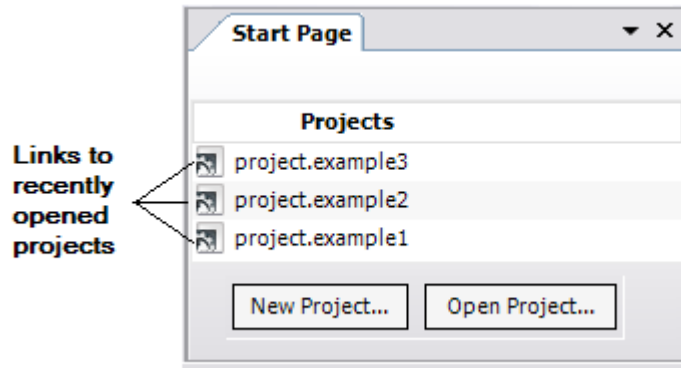 Start Page
Projects
Links to
recently
opened
projects
project.example3
project.example2
project.example1
New Project...
Open Project...